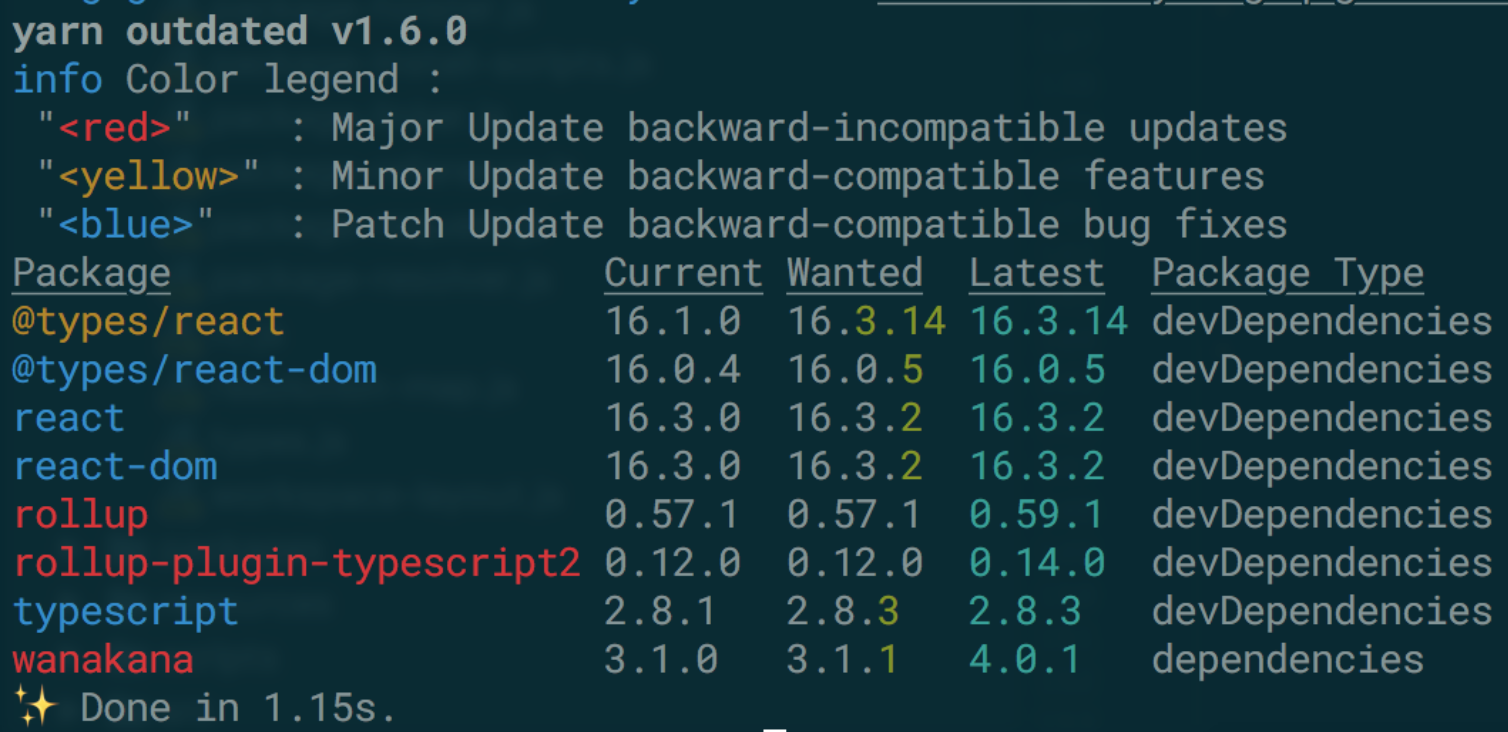 yarn outdated v1.6.0
info Color legend :
"<red>" : Major Update backward-incompatible updates
"<yellow>" : Minor Update backward-compatible features
"<blue>" : Patch Update backward-compatible bug fixes
Package Current Wanted Latest Package Type
@types/react 16.1.0 16.3.14 16.3.14 devDependencies
@types/react-dom 16.0.4 16.0.5 16.0.5 devDependencies
react 16.3.0 16.3.2 16.3.2 devDependencies
react-dom 16.3.0 16.3.2 16.3.2 devDependencies
rollup 0.57.1 0.57.1 0.59.1 devDependencies
rollup-plugin-typescript2 0.12.0 0.12.0 0.14.0 devDependencies
typescript 2.8.1 2.8.3 2.8.3 devDependencies
wanakana 3.1.0 3.1.1 4.0.1 dependencies
✨ Done in 1.15s.